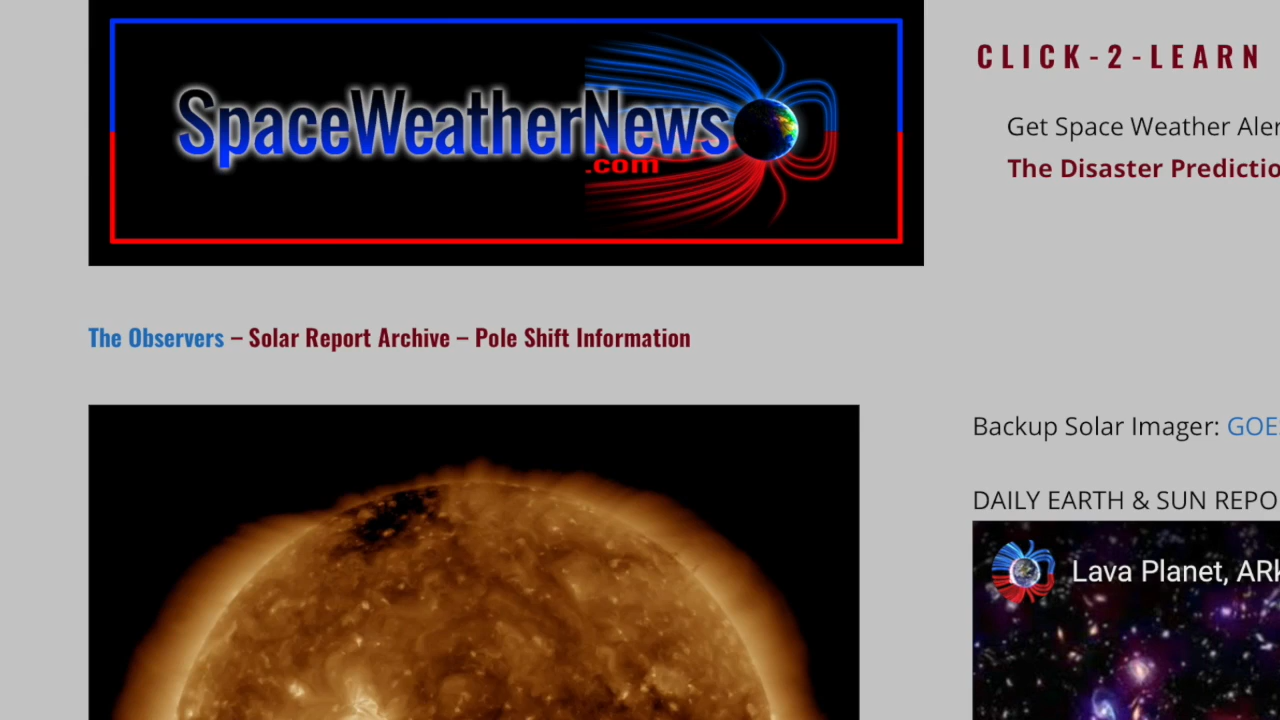 SpaceWeatherNews
.com
CLICK-2-LEARN
Get Space Weather
The Disaster
The Observers – Solar Report Archive – Pole Shift Information
Backup Solar Imager:
DAILY EARTH & SUN
Lava Planet,